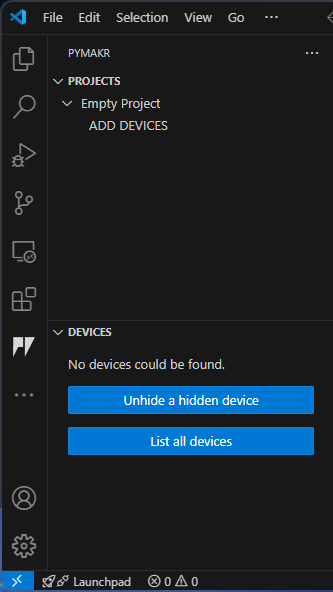 File Edit Selection View Go ···
PYMAKR ···
PROJECTS
Empty Project
ADD DEVICES
DEVICES
No devices could be found.
Unhide a hidden device
List all devices
Launchpad 0 0